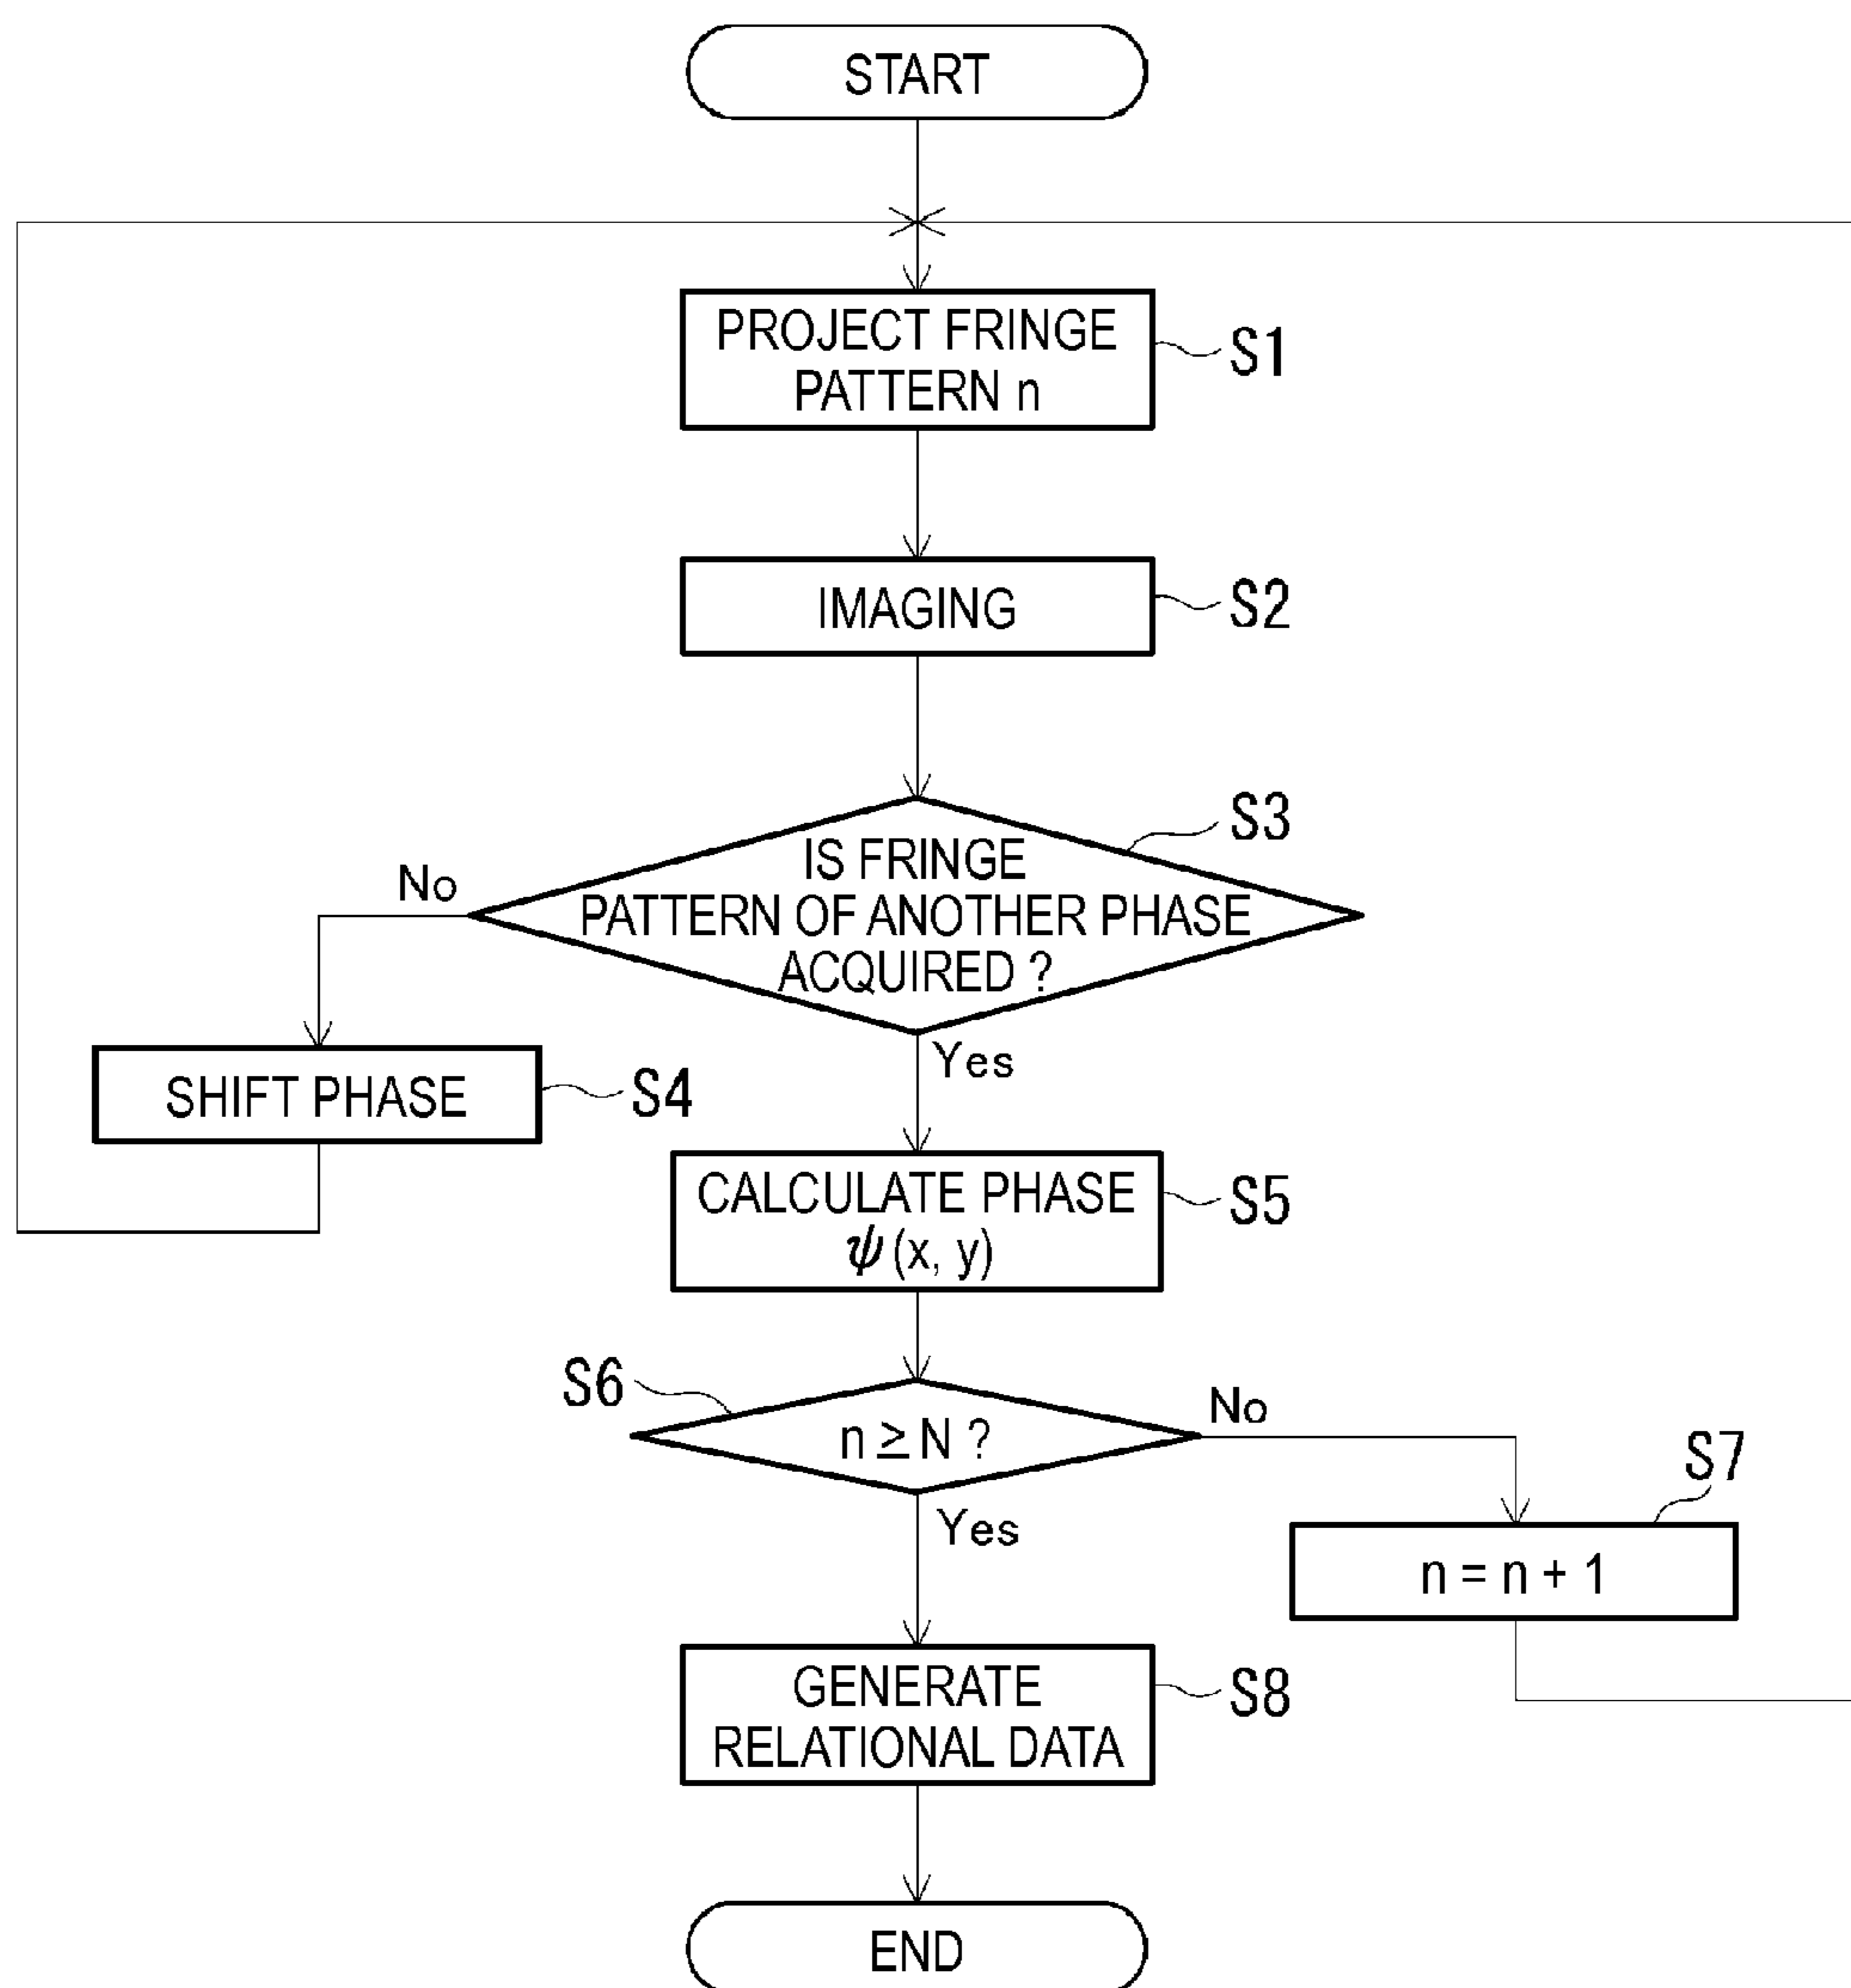 START
PROJECT FRINGE
PATTERN n
S1
IMAGING
S2
IS FRINGE
PATTERN OF ANOTHER PHASE
ACQUIRED ?
S3
No
Yes
SHIFT PHASE
S4
CALCULATE PHASE
ψ (x, y)
S5
S6
n ≥ N ?
No
Yes
S7
n = n + 1
GENERATE
RELATIONAL DATA
S8
END